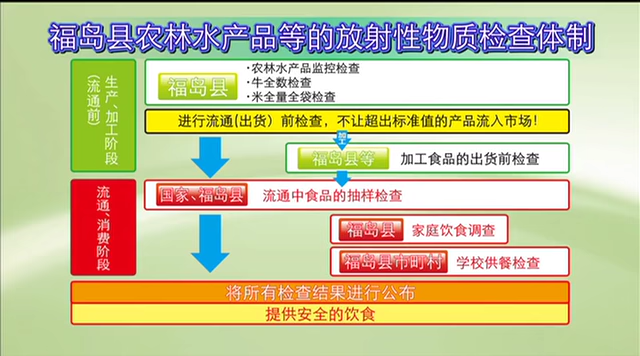 福岛县农林水产品等的放射性物质检查体制
生产、加工阶段
(流通前)
福岛县
·农林水产品监控检查
·牛全数检查
·米全量全袋检查
进行流通(出货）前检查，不让超出标准值的产品流入市场!
加工
福岛县等
加工食品的出货前检查
流通、消费阶段
国家、福岛县
流通中食品的抽样检查
福岛县
家庭饮食调查
福岛县市町村
学校供餐检查
将所有检查结果进行公布
提供安全的饮食